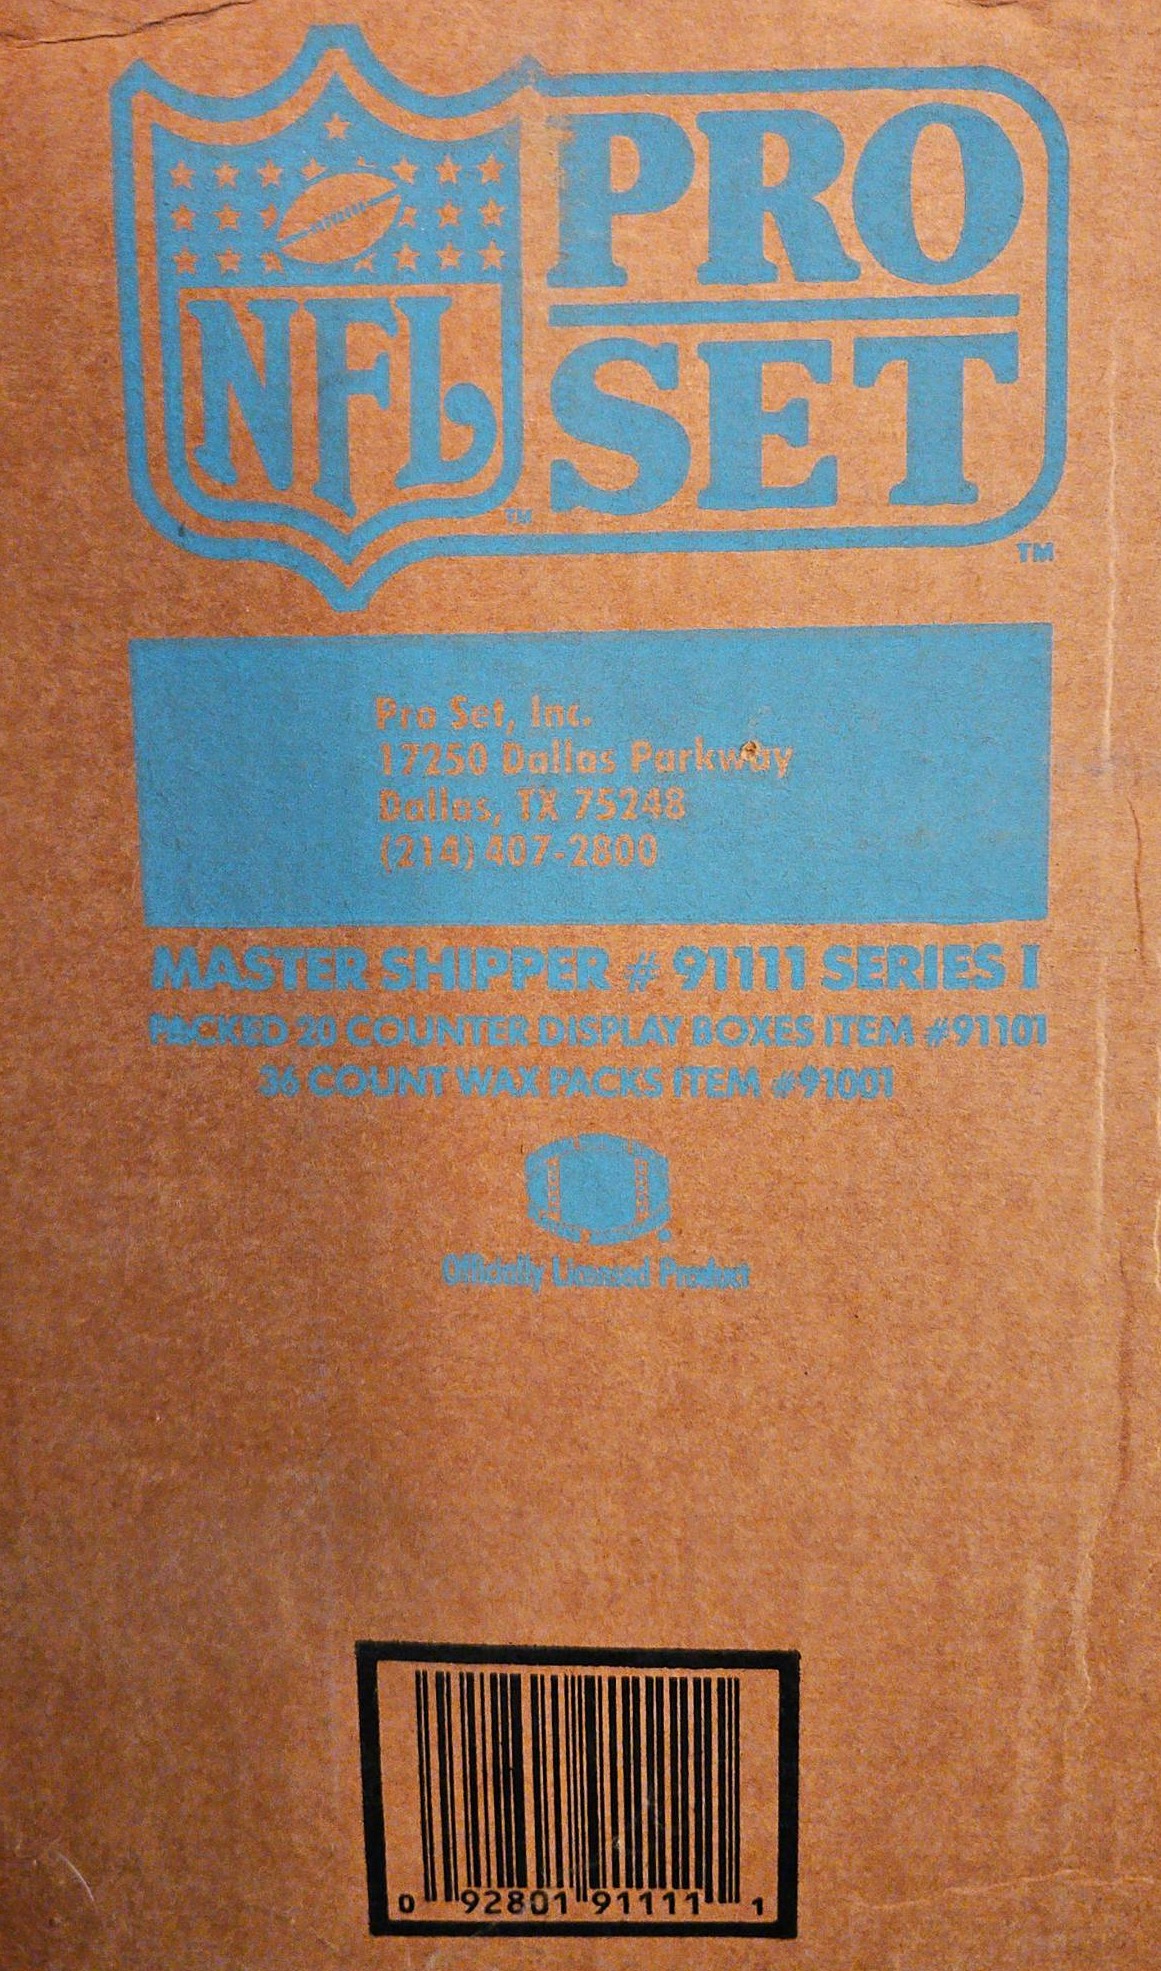 NFL
TM
PRO
SET
TM
Pro Set, Inc.
17250 Dallas Parkway
Dallas, TX 75248
(214) 407-2800
MASTER SHIPPER # 91111 SERIES I
PACKED 20 COUNTER DISPLAY BOXES ITEM #91101
36 COUNT WAX PACKS ITEM #91001
Officially Licensed Product
0 92801 91111 1